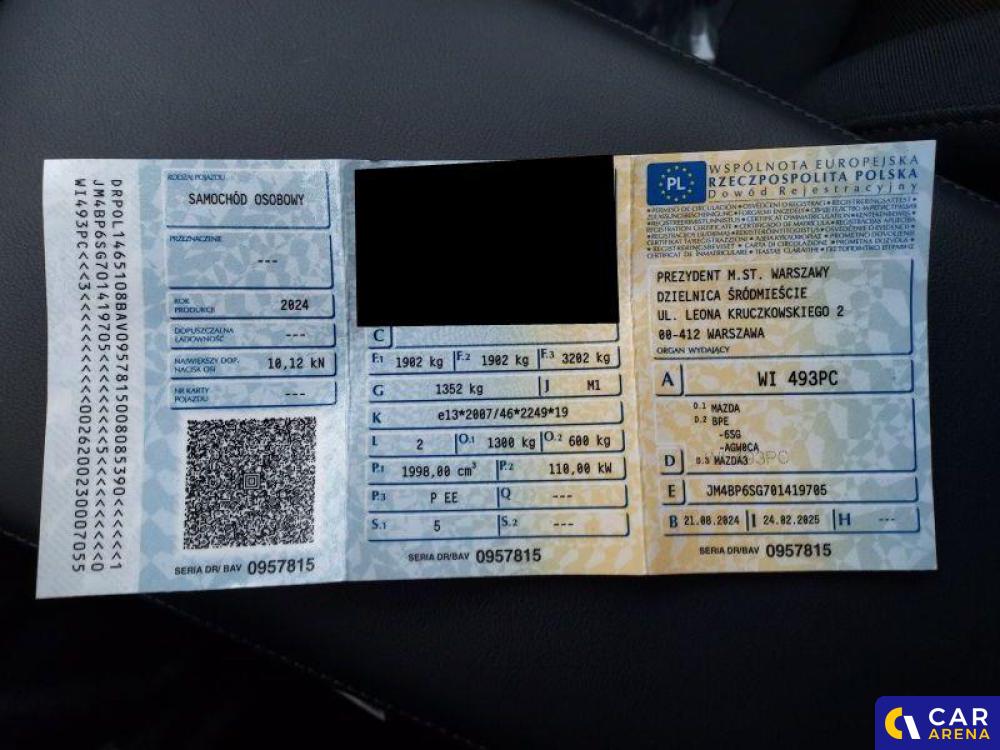 DRPOL1465108BAV0957815008085390<<<<<<1
JM4BP6SG701419705<<<<<<<5<<<<<<<<<<<<0
WI493PC<<<3<<<<<<<<<<<0026200230007055
RODZAJ POJAZDU
SAMOCHÓD OSOBOWY
PRZEZNACZENIE
---
ROK PRODUKCJI
2024
DOPUSZCZALNA ŁADOWNOŚĆ
---
NAJWIĘKSZY DOP. NACISK OSI
10,12 kN
NR KARTY POJAZDU
---
SERIA DR/ BAV 0957815
C
F.1 1902 kg F.2 1902 kg F.3 3202 kg
G 1352 kg J M1
K e13*2007/46*2249*19
L 2 O.1 1300 kg O.2 600 kg
P.1 1998,00 cm³ P.2 110,00 kW
P.3 P EE Q ---
S.1 5 S.2 ---
SERIA DR/BAV 0957815
PL
WSPÓLNOTA EUROPEJSKA
RZECZPOSPOLITA POLSKA
Dowód Rejestracyjny
PREZYDENT M.ST. WARSZAWY
DZIELNICA ŚRÓDMIEŚCIE
UL. LEONA KRUCZKOWSKIEGO 2
00-412 WARSZAWA
ORGAN WYDAJĄCY
A WI 493PC
D.1 MAZDA
D.2 BPE
-6SG
-AGW0CA
D D.3 MAZDA3
E JM4BP6SG701419705
B 21.08.2024 I 24.02.2025 H ---
SERIA DR/BAV 0957815
CAR
ARENA